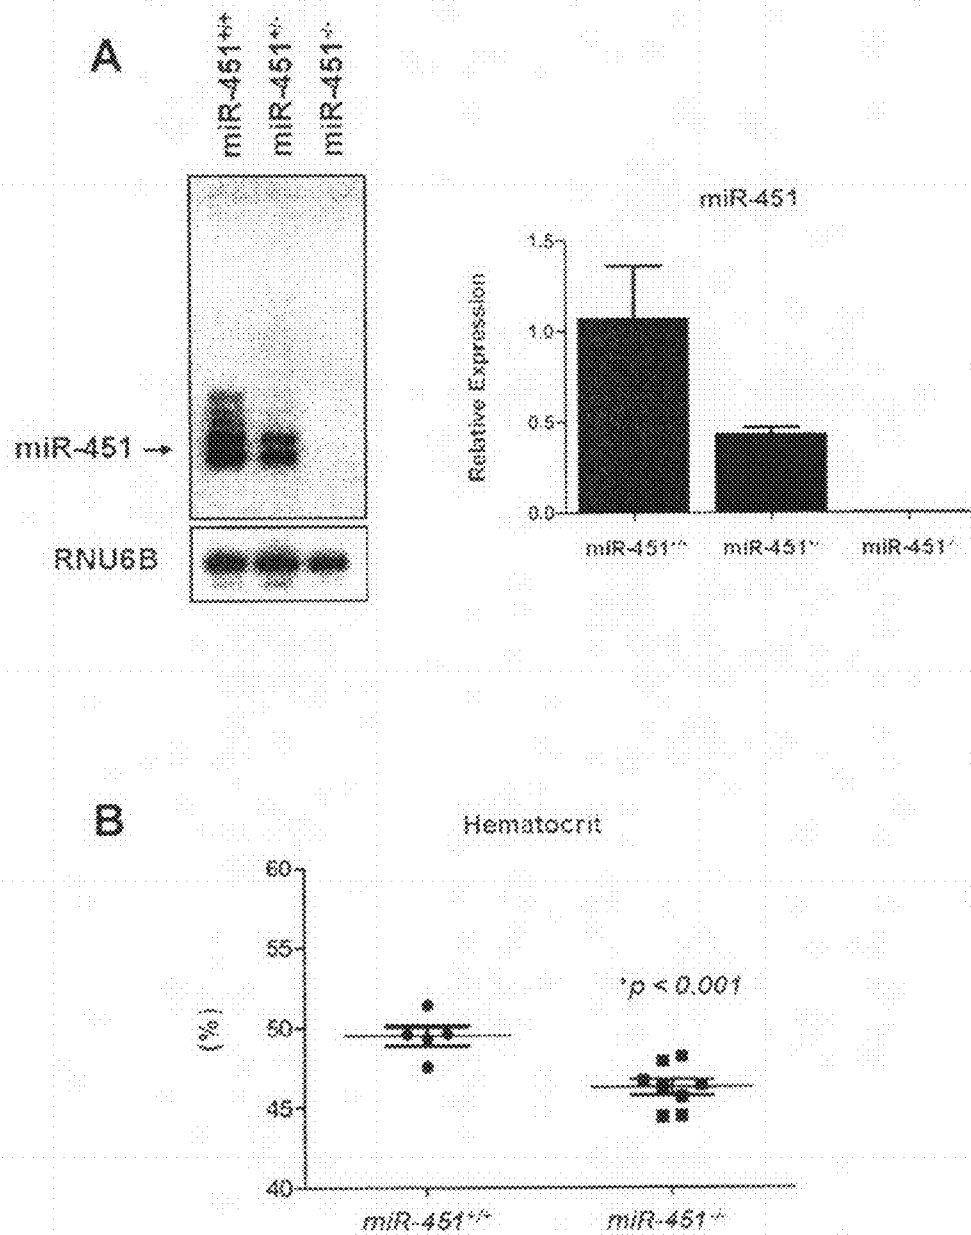 A
miR-451+/+
miR-451+/-
miR-451-/-
miR-451
1.5
1.0
0.5
0.0
Relative Expression
miR-451 →
RNU6B
miR-451+/+ miR-451+/- miR-451-/-
B
Hematocrit
60
55
50
45
40
(%)
*p < 0.001
miR-451+/+ miR-451-/-